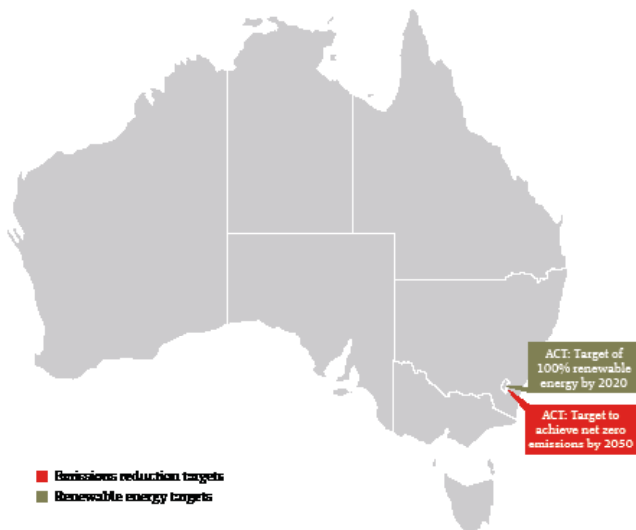 ACT: Target of
100% renewable
energy by 2020
ACT: Target to
achieve net zero
emissions by 2050
Emissions reduction targets
Renewable energy targets